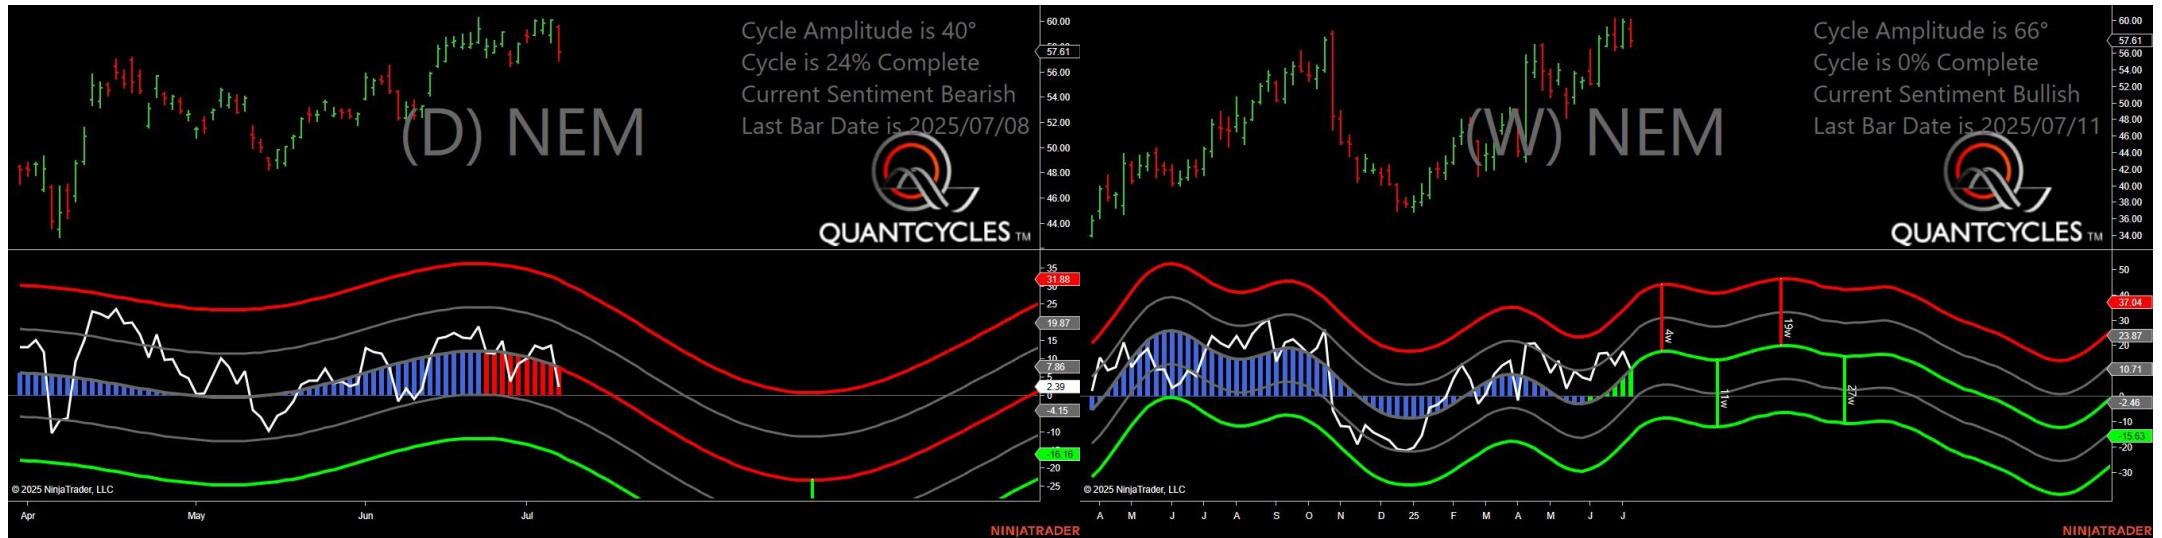 Cycle Amplitude is 40°
Cycle is 24% Complete
Current Sentiment Bearish
Last Bar Date is 2025/07/08
(D) NEM
QUANTCYCLES TM
60.00
57.61
56.00
54.00
52.00
50.00
48.00
46.00
44.00
35
31.88
30
25
19.87
15
10
7.86
5
2.39
0
-4.15
-10
-16.16
-20
-25
© 2025 NinjaTrader, LLC
Apr May Jun Jul
NINJATRADER
Cycle Amplitude is 66°
Cycle is 0% Complete
Current Sentiment Bullish
Last Bar Date is 2025/07/11
(W) NEM
QUANTCYCLES TM
60.00
57.61
56.00
54.00
52.00
50.00
48.00
46.00
44.00
42.00
40.00
38.00
36.00
34.00
50
40
37.04
30
23.87
20
10.71
0
-2.46
-10
-15.63
-20
-30
4w
11w
19w
27w
© 2025 NinjaTrader, LLC
A M J J A S O N D 25 F M A M J J
NINJATRADER